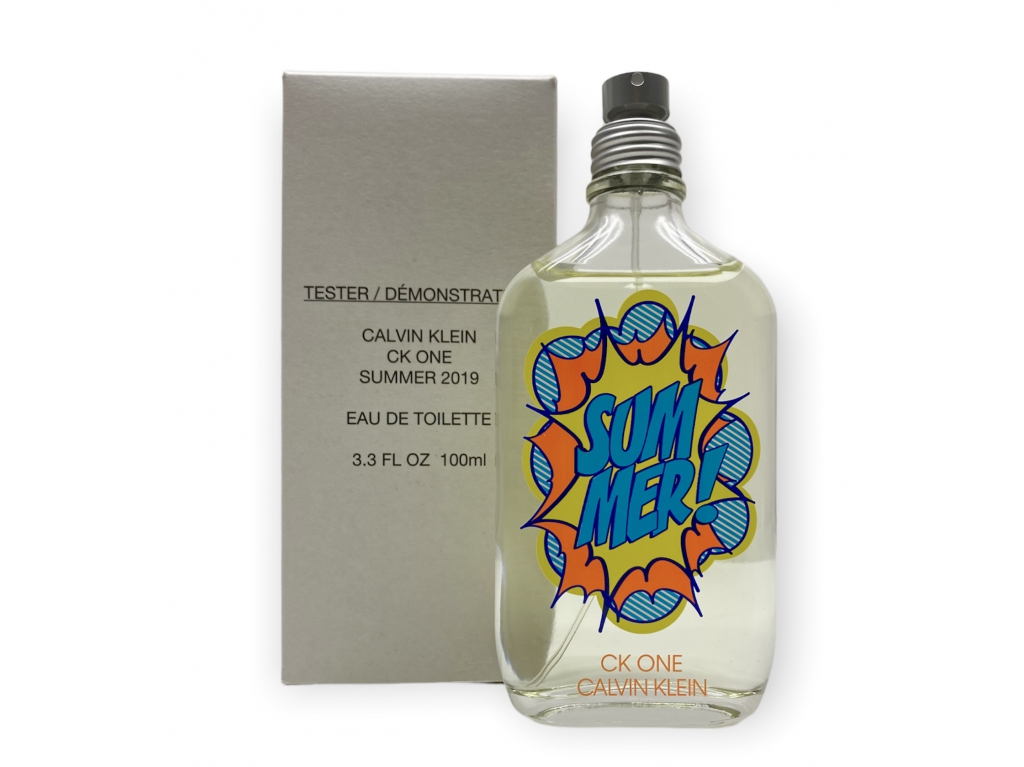 TESTER / DÉMONSTRAT
CALVIN KLEIN
CK ONE
SUMMER 2019
EAU DE TOILETTE
3.3 FL OZ 100ml
SUM
MER!
CK ONE
CALVIN KLEIN